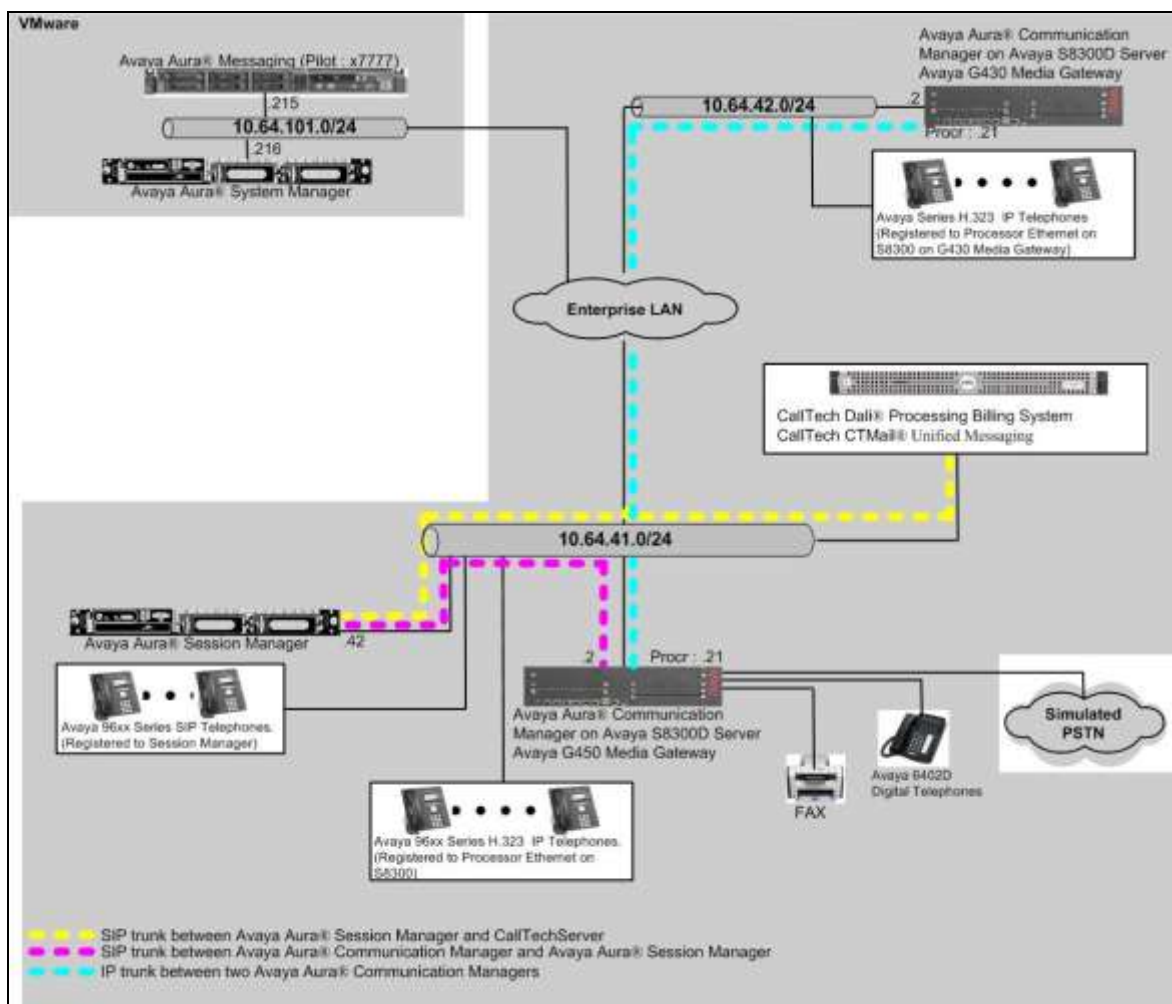 VMware
Avaya Aura® Messaging (Pilot : x7777)
.215
10.64.101.0/24
.216
Avaya Aura® System Manager
Avaya Aura® Communication
Manager on Avaya S8300D Server
Avaya G430 Media Gateway
10.64.42.0/24
.2
Procr : .21
Avaya Series H.323 IP Telephones
(Registered to Processor Ethernet on
S8300 on G430 Media Gateway)
Enterprise LAN
CallTech Dali® Processing Billing System
CallTech CTMail® Unified Messaging
10.64.41.0/24
Avaya Aura® Session Manager
.42
Avaya 96xx Series SIP Telephones.
(Registered to Session Manager)
.2
Procr : .21
Avaya Aura® Communication
Manager on Avaya S8300D Server
Avaya G450 Media Gateway
Simulated
PSTN
Avaya 6402D
Digital Telephones
FAX
Avaya 96xx Series H.323 IP Telephones.
(Registered to Processor Ethernet on
S8300)
SIP trunk between Avaya Aura® Session Manager and CallTechServer
SIP trunk between Avaya Aura® Communication Manager and Avaya Aura® Session Manager
IP trunk between two Avaya Aura® Communication Managers